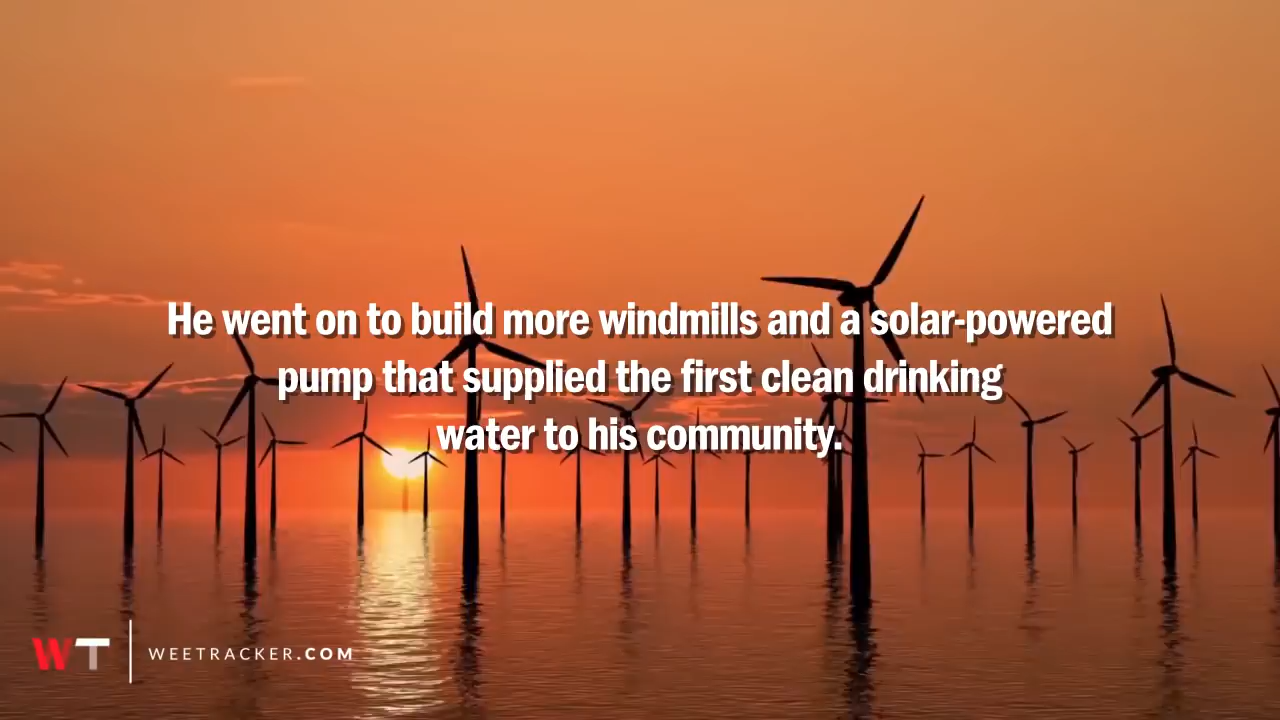 He went on to build more windmills and a solar-powered
pump that supplied the first clean drinking
water to his community.
WT
WEETRACKER.COM